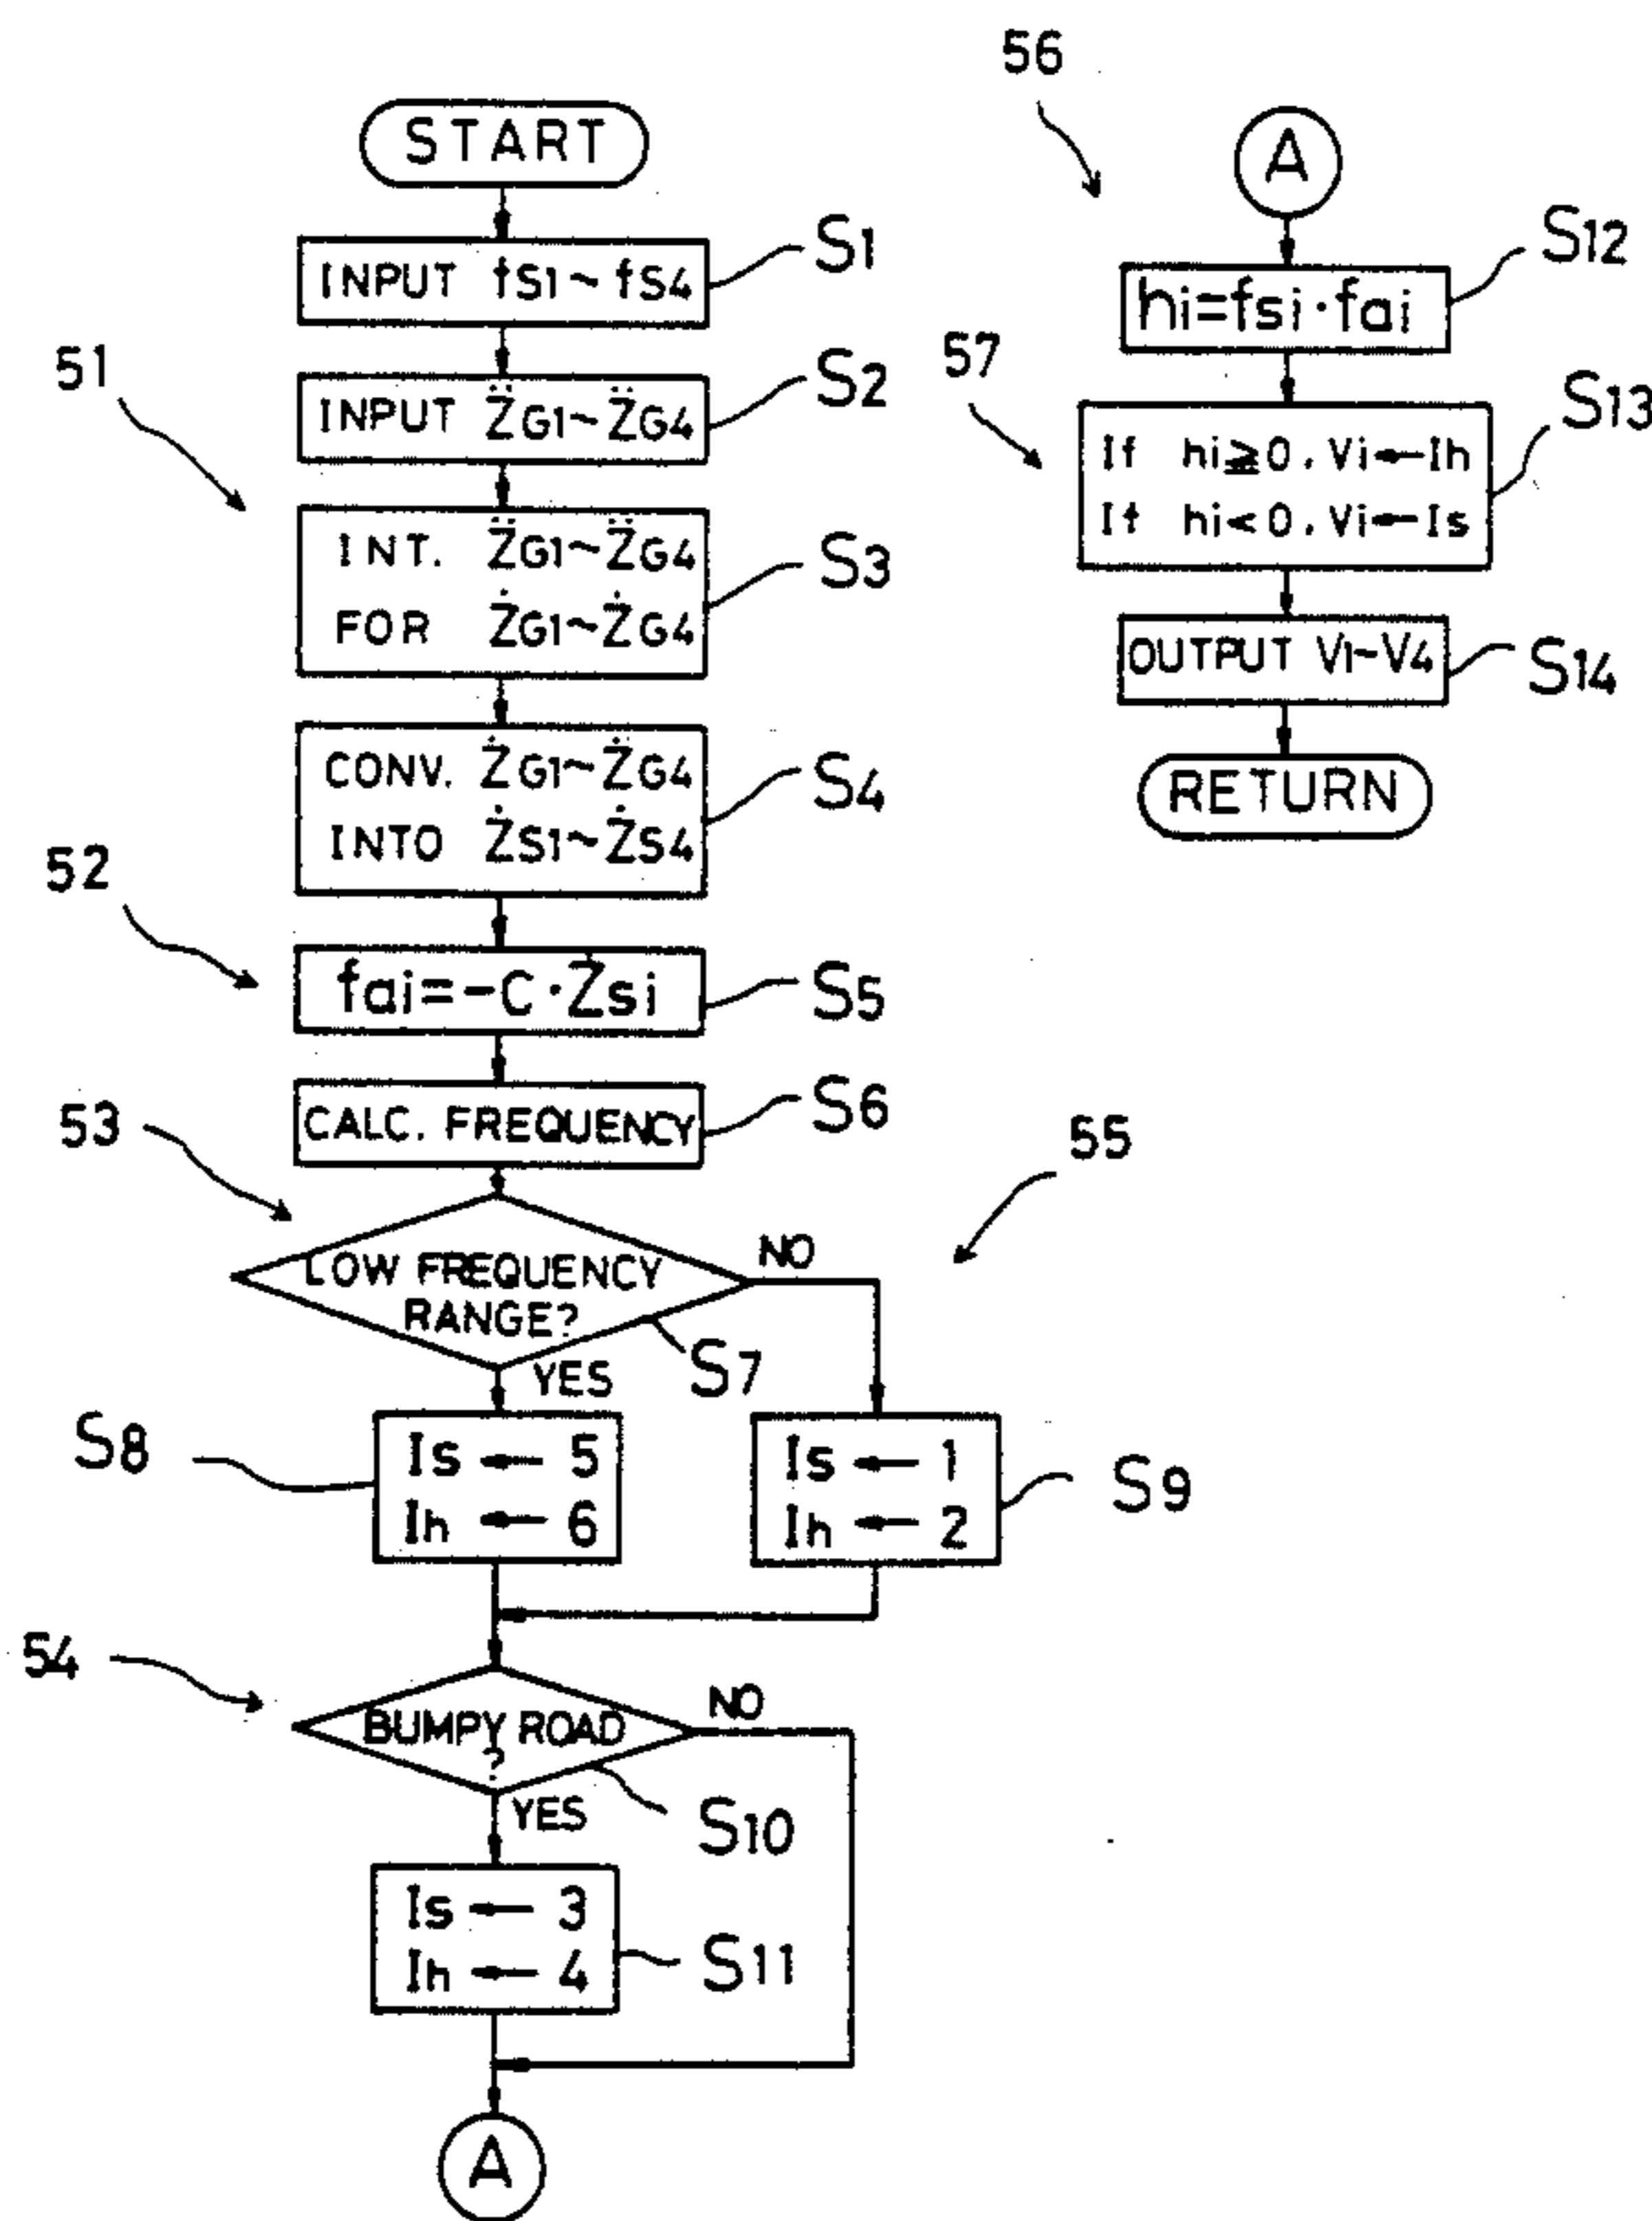 START
INPUT fS1~fS4
S1
INPUT Z̈G1~Z̈G4
S2
51
INT. Z̈G1~Z̈G4
FOR ŻG1~ŻG4
S3
CONV. ŻG1~ŻG4
INTO ŻS1~ŻS4
S4
52
fai=-C·Żsi
S5
CALC. FREQUENCY
S6
53
LOW FREQUENCY
RANGE?
S7
NO
YES
55
Is ← 5
Ih ← 6
S8
Is ← 1
Ih ← 2
S9
54
BUMPY ROAD
?
S10
NO
YES
Is ← 3
Ih ← 4
S11
A
56
A
hi=fsi·fai
S12
57
If hi≧0, Vi←Ih
If hi<0, Vi←Is
S13
OUTPUT V1~V4
S14
RETURN